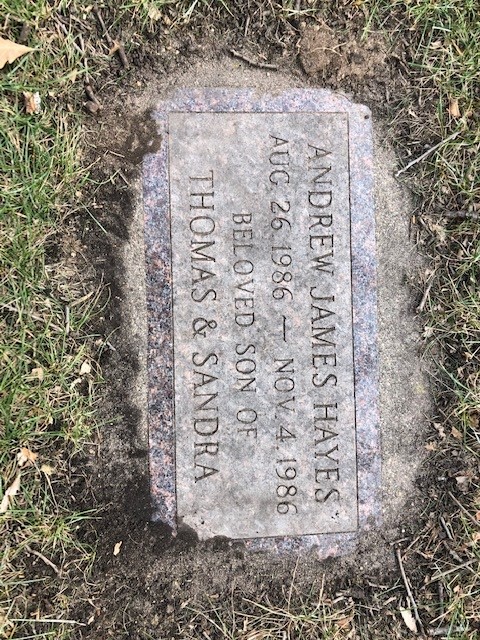 ANDREW JAMES HAYES
AUG. 26, 1986 — NOV. 4, 1986
BELOVED SON OF
THOMAS & SANDRA